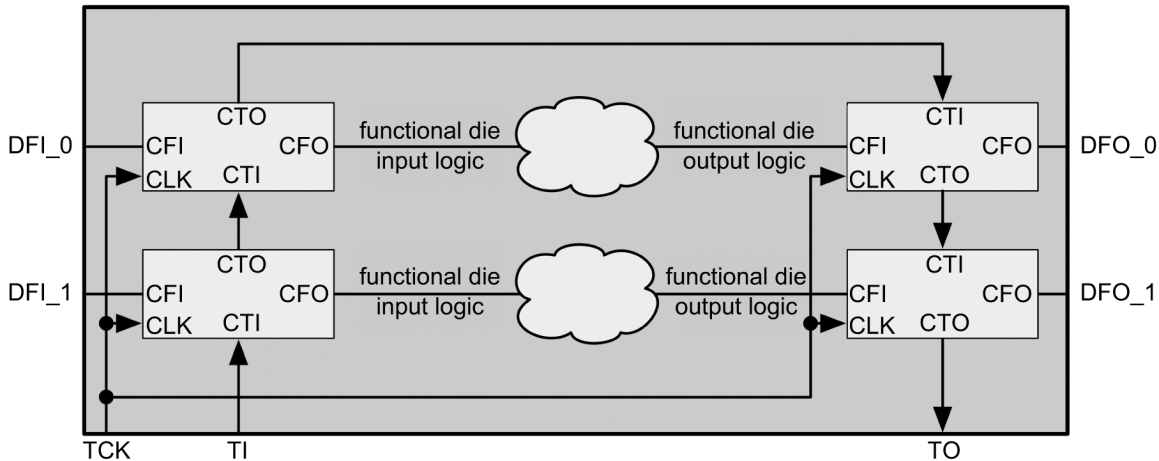 CTO
CTI
DFI_0
CFI
CFO
functional die
input logic
functional die
output logic
CFI
CFO
DFO_0
CLK
CTI
CLK
CTO
CTO
CTI
DFI_1
CFI
CFO
functional die
input logic
functional die
output logic
CFI
CFO
DFO_1
CLK
CTI
CLK
CTO
TCK
TI
TO